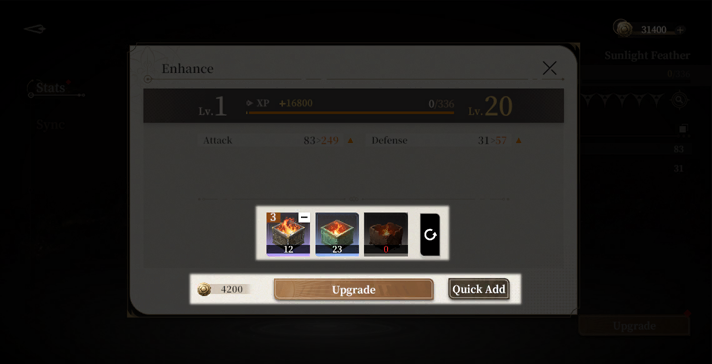 31400 +
Sunlight Feather
Enhance
Stats
Sync
Lv.1
XP +16800
0/336
Lv.20
Attack 83+249
Defense 31+57
83
31
3
12
23
0
4200
Upgrade
Quick Add
Upgrade